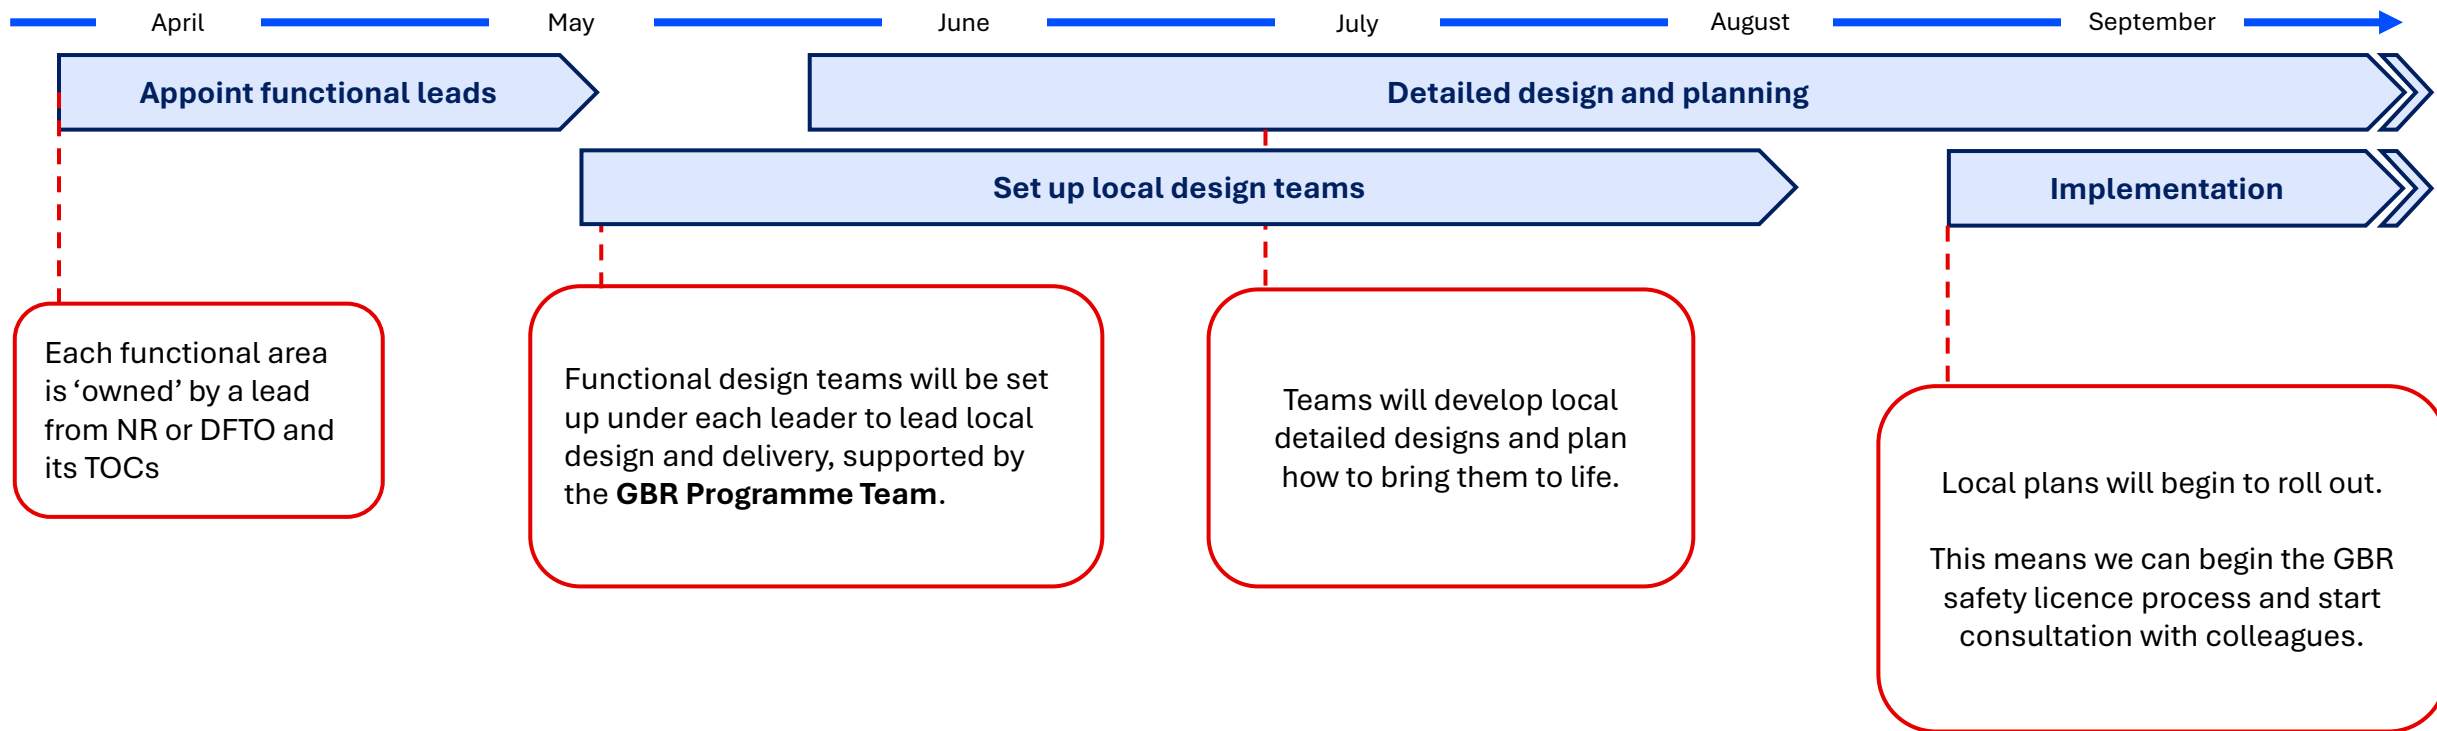 April May June July August September
Appoint functional leads
Detailed design and planning
Set up local design teams
Implementation
Each functional area
is ‘owned’ by a lead
from NR or DFTO and
its TOCs
Functional design teams will be set
up under each leader to lead local
design and delivery, supported by
the GBR Programme Team.
Teams will develop local
detailed designs and plan
how to bring them to life.
Local plans will begin to roll out.
This means we can begin the GBR
safety licence process and start
consultation with colleagues.